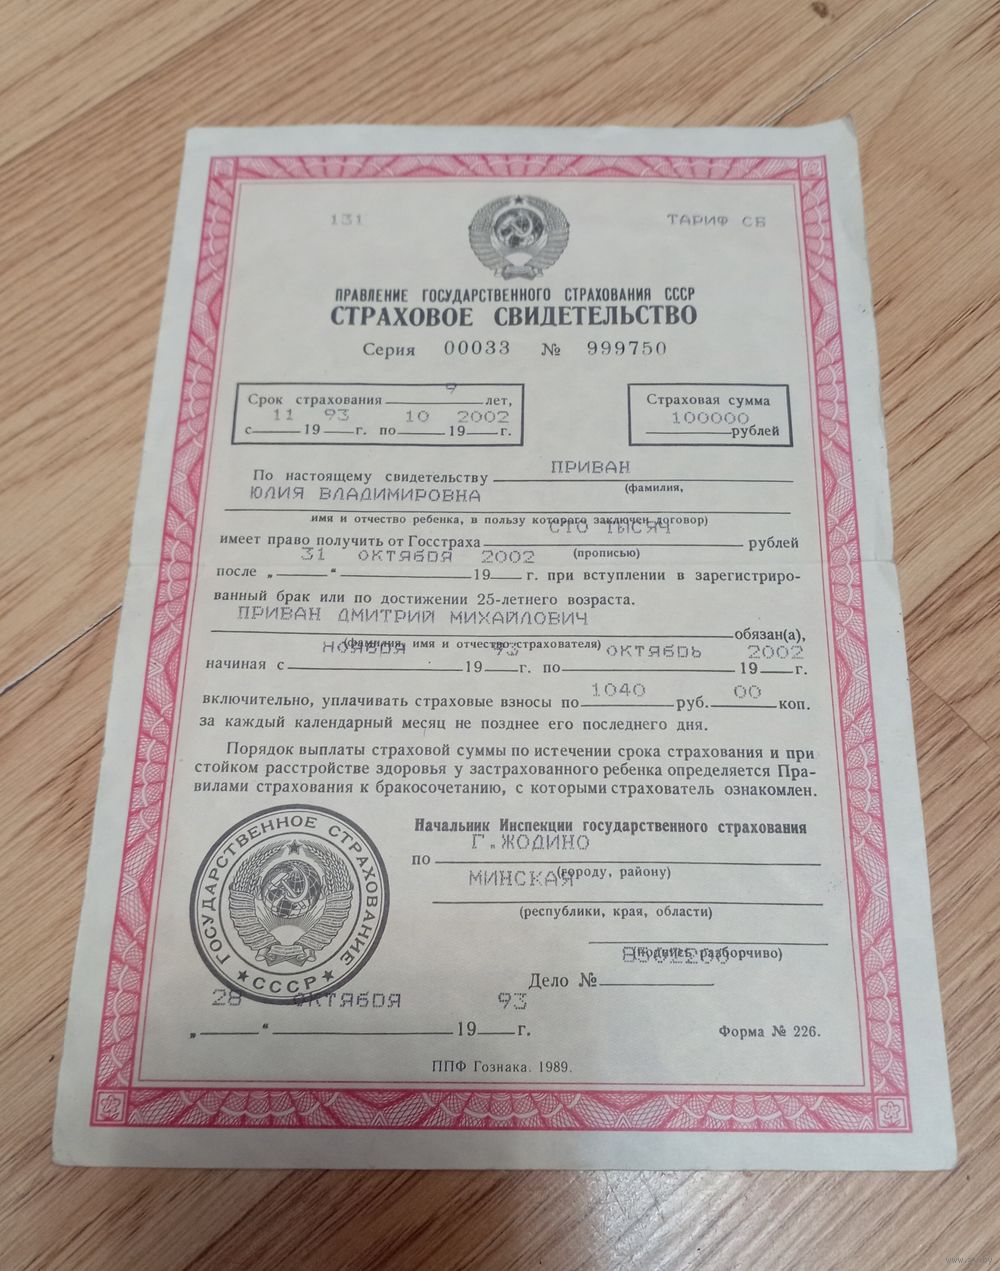 131
ТАРИФ СБ
ПРАВЛЕНИЕ ГОСУДАРСТВЕННОГО СТРАХОВАНИЯ СССР
СТРАХОВОЕ СВИДЕТЕЛЬСТВО
Серия 00033 № 999750
9
Срок страхования лет,
11 93 10 2002
с 19 г. по 19 г.
Страховая сумма
100000
рублей
ПРИВАН
По настоящему свидетельству
(фамилия,
ЮЛИЯ ВЛАДИМИРОВНА
имя и отчество ребенка, в пользу которого заключен договор)
СТО ТЫСЯЧ
имеет право получить от Госстраха рублей
(прописью)
31 ОКТЯБРЯ 2002
после „ “ 19 г. при вступлении в зарегистриро-
ванный брак или по достижении 25-летнего возраста.
ПРИВАН ДМИТРИЙ МИХАЙЛОВИЧ
обязан(а),
(фамилия, имя и отчество страхователя)
НОЯБРЯ 93 ОКТЯБРЬ 2002
начиная с 19 г. по 19 г.
1040 00
включительно, уплачивать страховые взносы по руб. коп.
за каждый календарный месяц не позднее его последнего дня.
Порядок выплаты страховой суммы по истечении срока страхования и при
стойком расстройстве здоровья у застрахованного ребенка определяется Пра-
вилами страхования к бракосочетанию, с которыми страхователь ознакомлен.
Начальник Инспекции государственного страхования
Г.ЖОДИНО
по
(городу, району)
МИНСКАЯ
(республики, края, области)
(подпись разборчиво)
Дело №
ГОСУДАРСТВЕННОЕ СТРАХОВАНИЕ
★ СССР ★
28 ОКТЯБРЯ 93
„ “ 19 г.
Форма № 226.
ППФ Гознака. 1989.